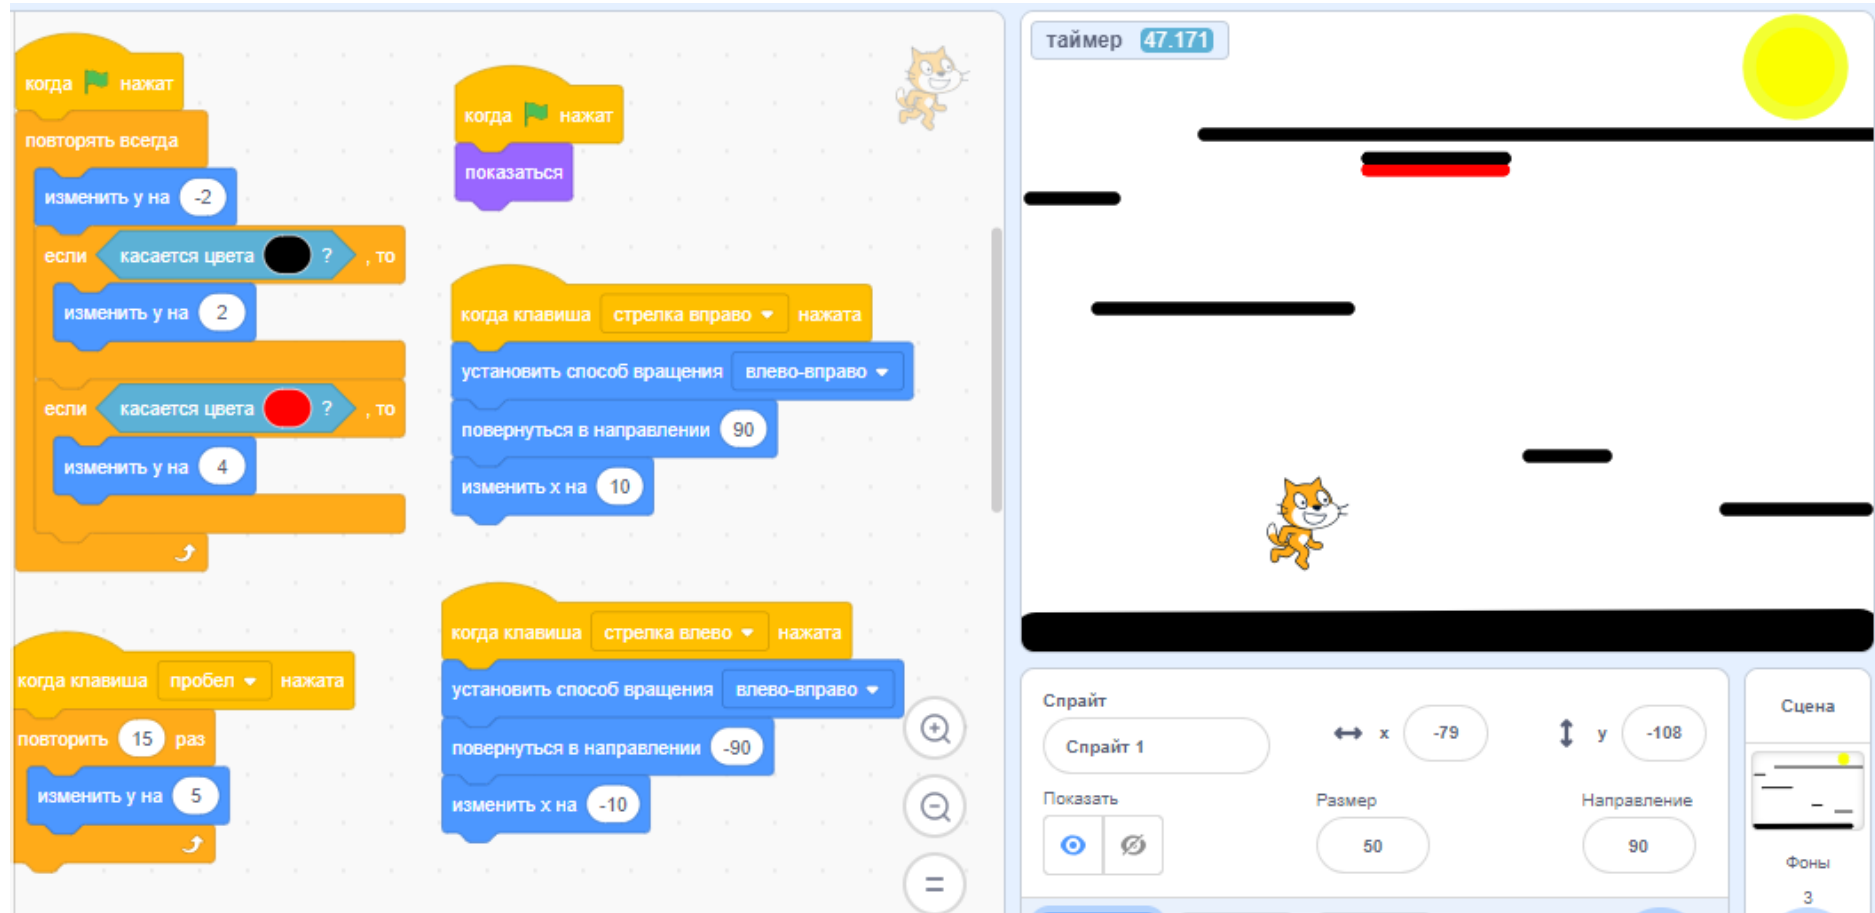 когда нажат
повторять всегда
изменить y на -2
если касается цвета ? , то
изменить y на 2
если касается цвета ? , то
изменить y на 4
когда клавиша пробел нажата
повторить 15 раз
изменить y на 5
когда нажат
показаться
когда клавиша стрелка вправо нажата
установить способ вращения влево-вправо
повернуться в направлении 90
изменить x на 10
когда клавиша стрелка влево нажата
установить способ вращения влево-вправо
повернуться в направлении -90
изменить x на -10
таймер 47.171
Спрайт
Спрайт 1
x -79
y -108
Показать
Размер
50
Направление
90
Сцена
Фоны
3